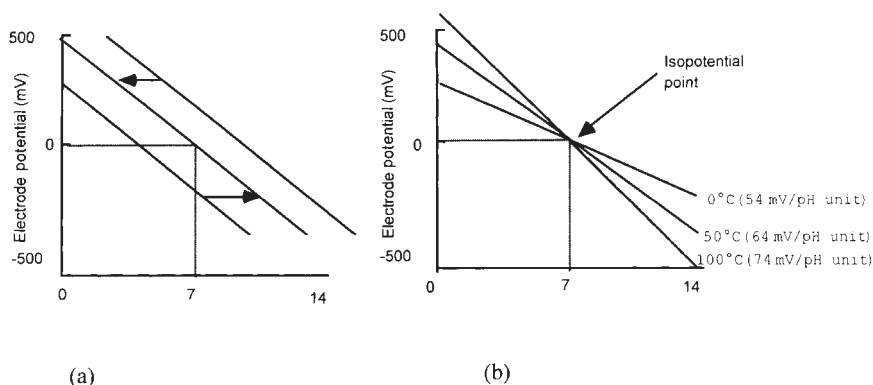 500
0
-500
Electrode potential (mV)
0
7
14
(a)
500
0
-500
Electrode potential (mV)
Isopotential
point
0°C(54 mV/pH unit)
50°C(64 mV/pH unit)
100°C(74 mV/pH unit)
0
7
14
(b)